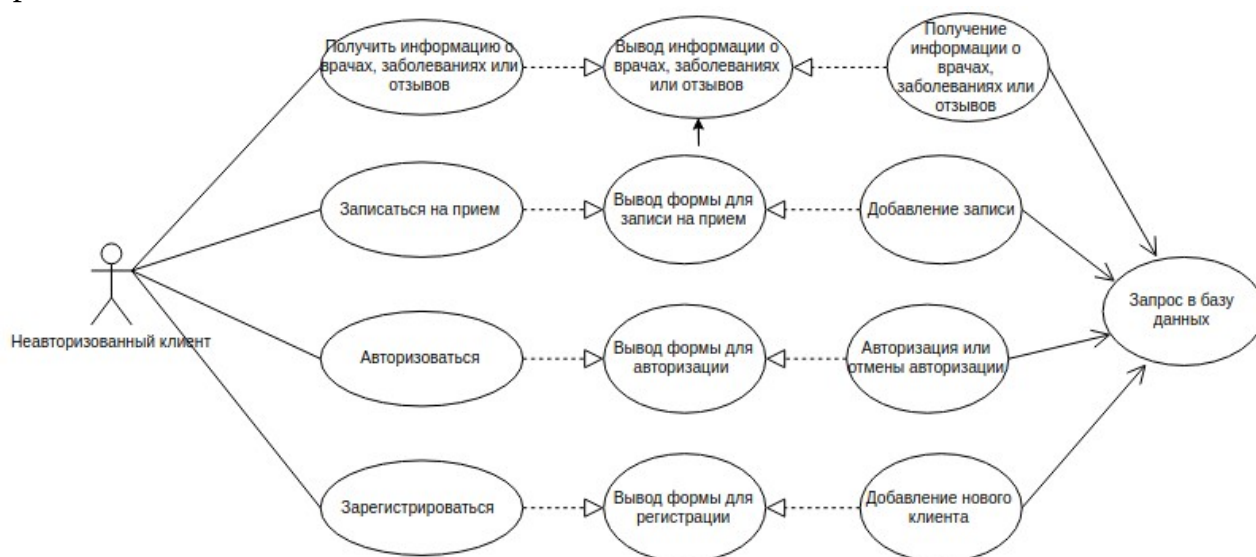 Получить информацию о
врачах, заболеваниях или
отзывов
Вывод информации о
врачах, заболеваниях
или отзывов
Получение
информации о
врачах,
заболеваниях или
отзывов
Записаться на прием
Вывод формы для
записи на прием
Добавление записи
Неавторизованный клиент
Запрос в базу
данных
Авторизоваться
Вывод формы для
авторизации
Авторизация или
отмены авторизации
Зарегистрироваться
Вывод формы для
регистрации
Добавление нового
клиента